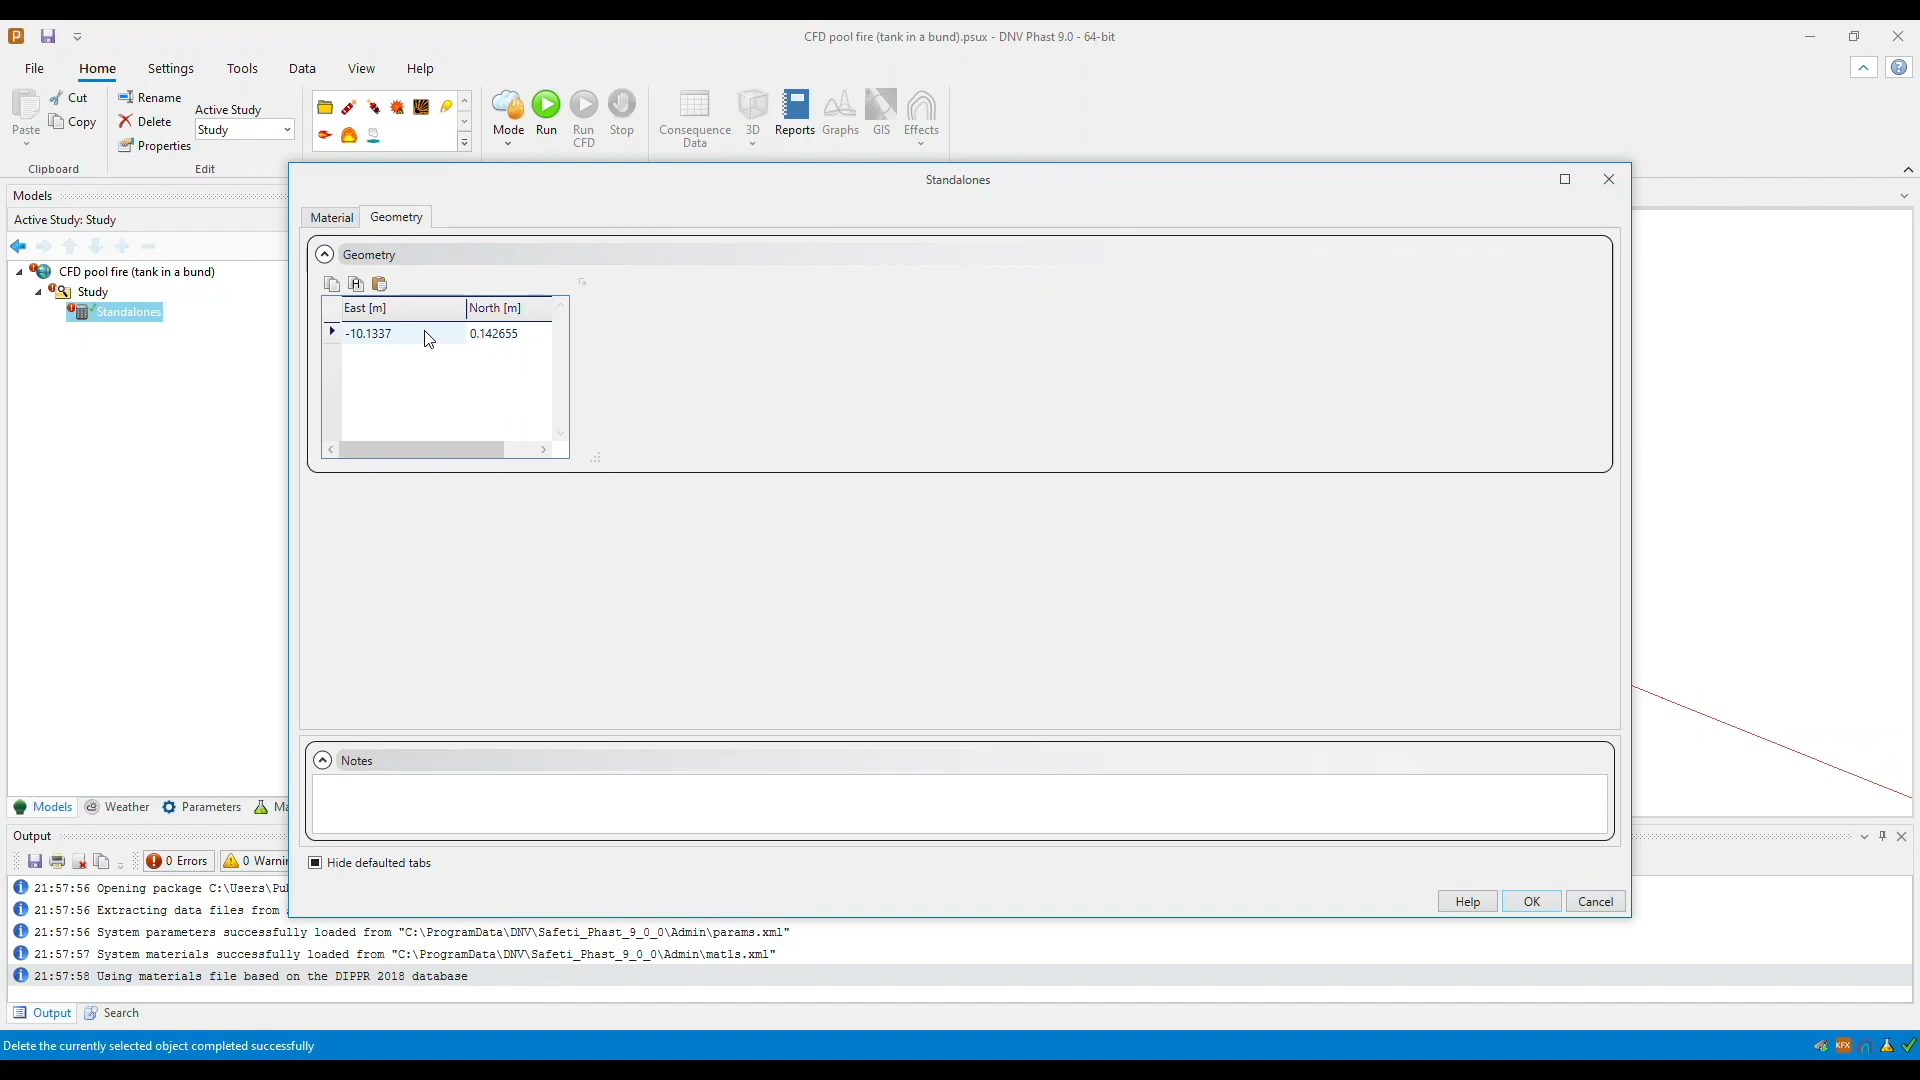 CFD pool fire (tank in a bund).psux - DNV Phast 9.0 - 64-bit
File Home Settings Tools Data View Help
Paste
Cut
Copy
Clipboard
Rename
Delete
Properties
Active Study
Study
Edit
Mode
Run
Run CFD
Stop
Consequence Data
3D
Reports
Graphs
GIS
Effects
Models
Active Study: Study
CFD pool fire (tank in a bund)
Study
Standalones
Standalones
Material Geometry
Geometry
East [m] North [m]
-10.1337 0.142655
Notes
Hide defaulted tabs
Help OK Cancel
Models Weather Parameters
Output
0 Errors 0
21:57:56 Opening package
21:57:56 Extracting data files from
21:57:56 System parameters successfully loaded from "C:\ProgramData\DNV\Safeti_Phast_9_0_0\Admin\params.xml"
21:57:57 System materials successfully loaded from "C:\ProgramData\DNV\Safeti_Phast_9_0_0\Admin\matls.xml"
21:57:58 Using materials file based on the DIPPR 2018 database
Output Search
Delete the currently selected object completed successfully
KFX